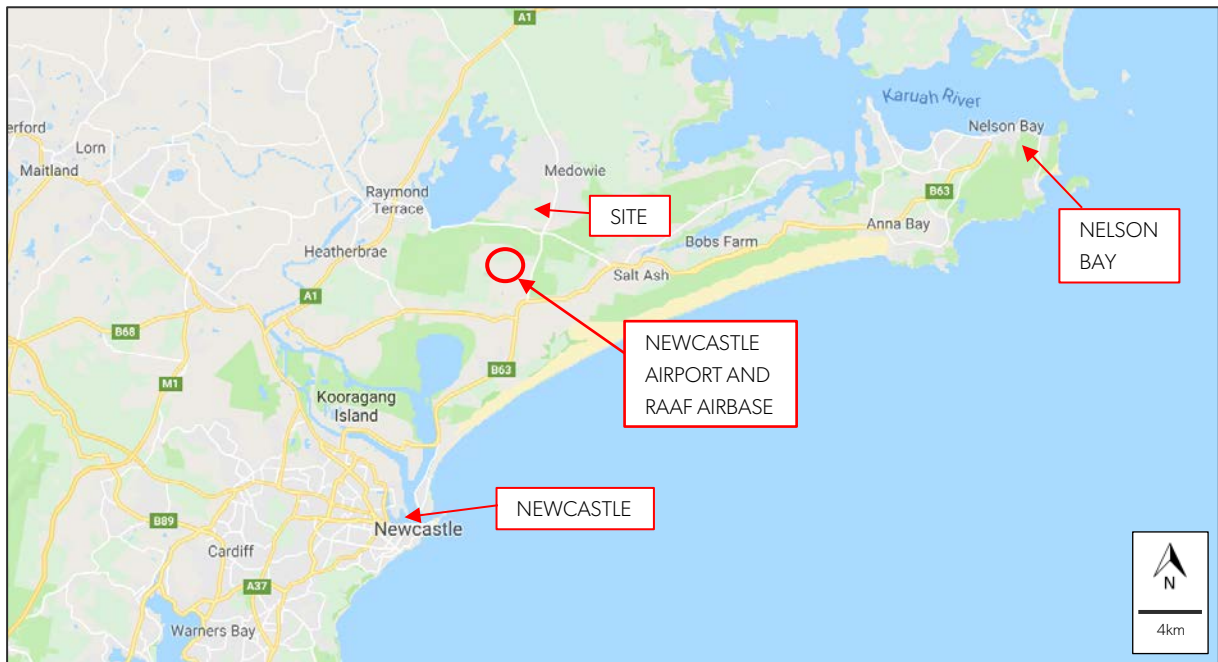 A1
Karuah River
Nelson Bay
erford
Lorn
Maitland
Medowie
Raymond
Terrace
B63
SITE
Anna Bay
NELSON
BAY
Bobs Farm
Heatherbrae
Salt Ash
A1
B68
NEWCASTLE
AIRPORT AND
RAAF AIRBASE
B63
M1
Kooragang
Island
NEWCASTLE
B89
Newcastle
Cardiff
A37
Warners Bay
N
4km